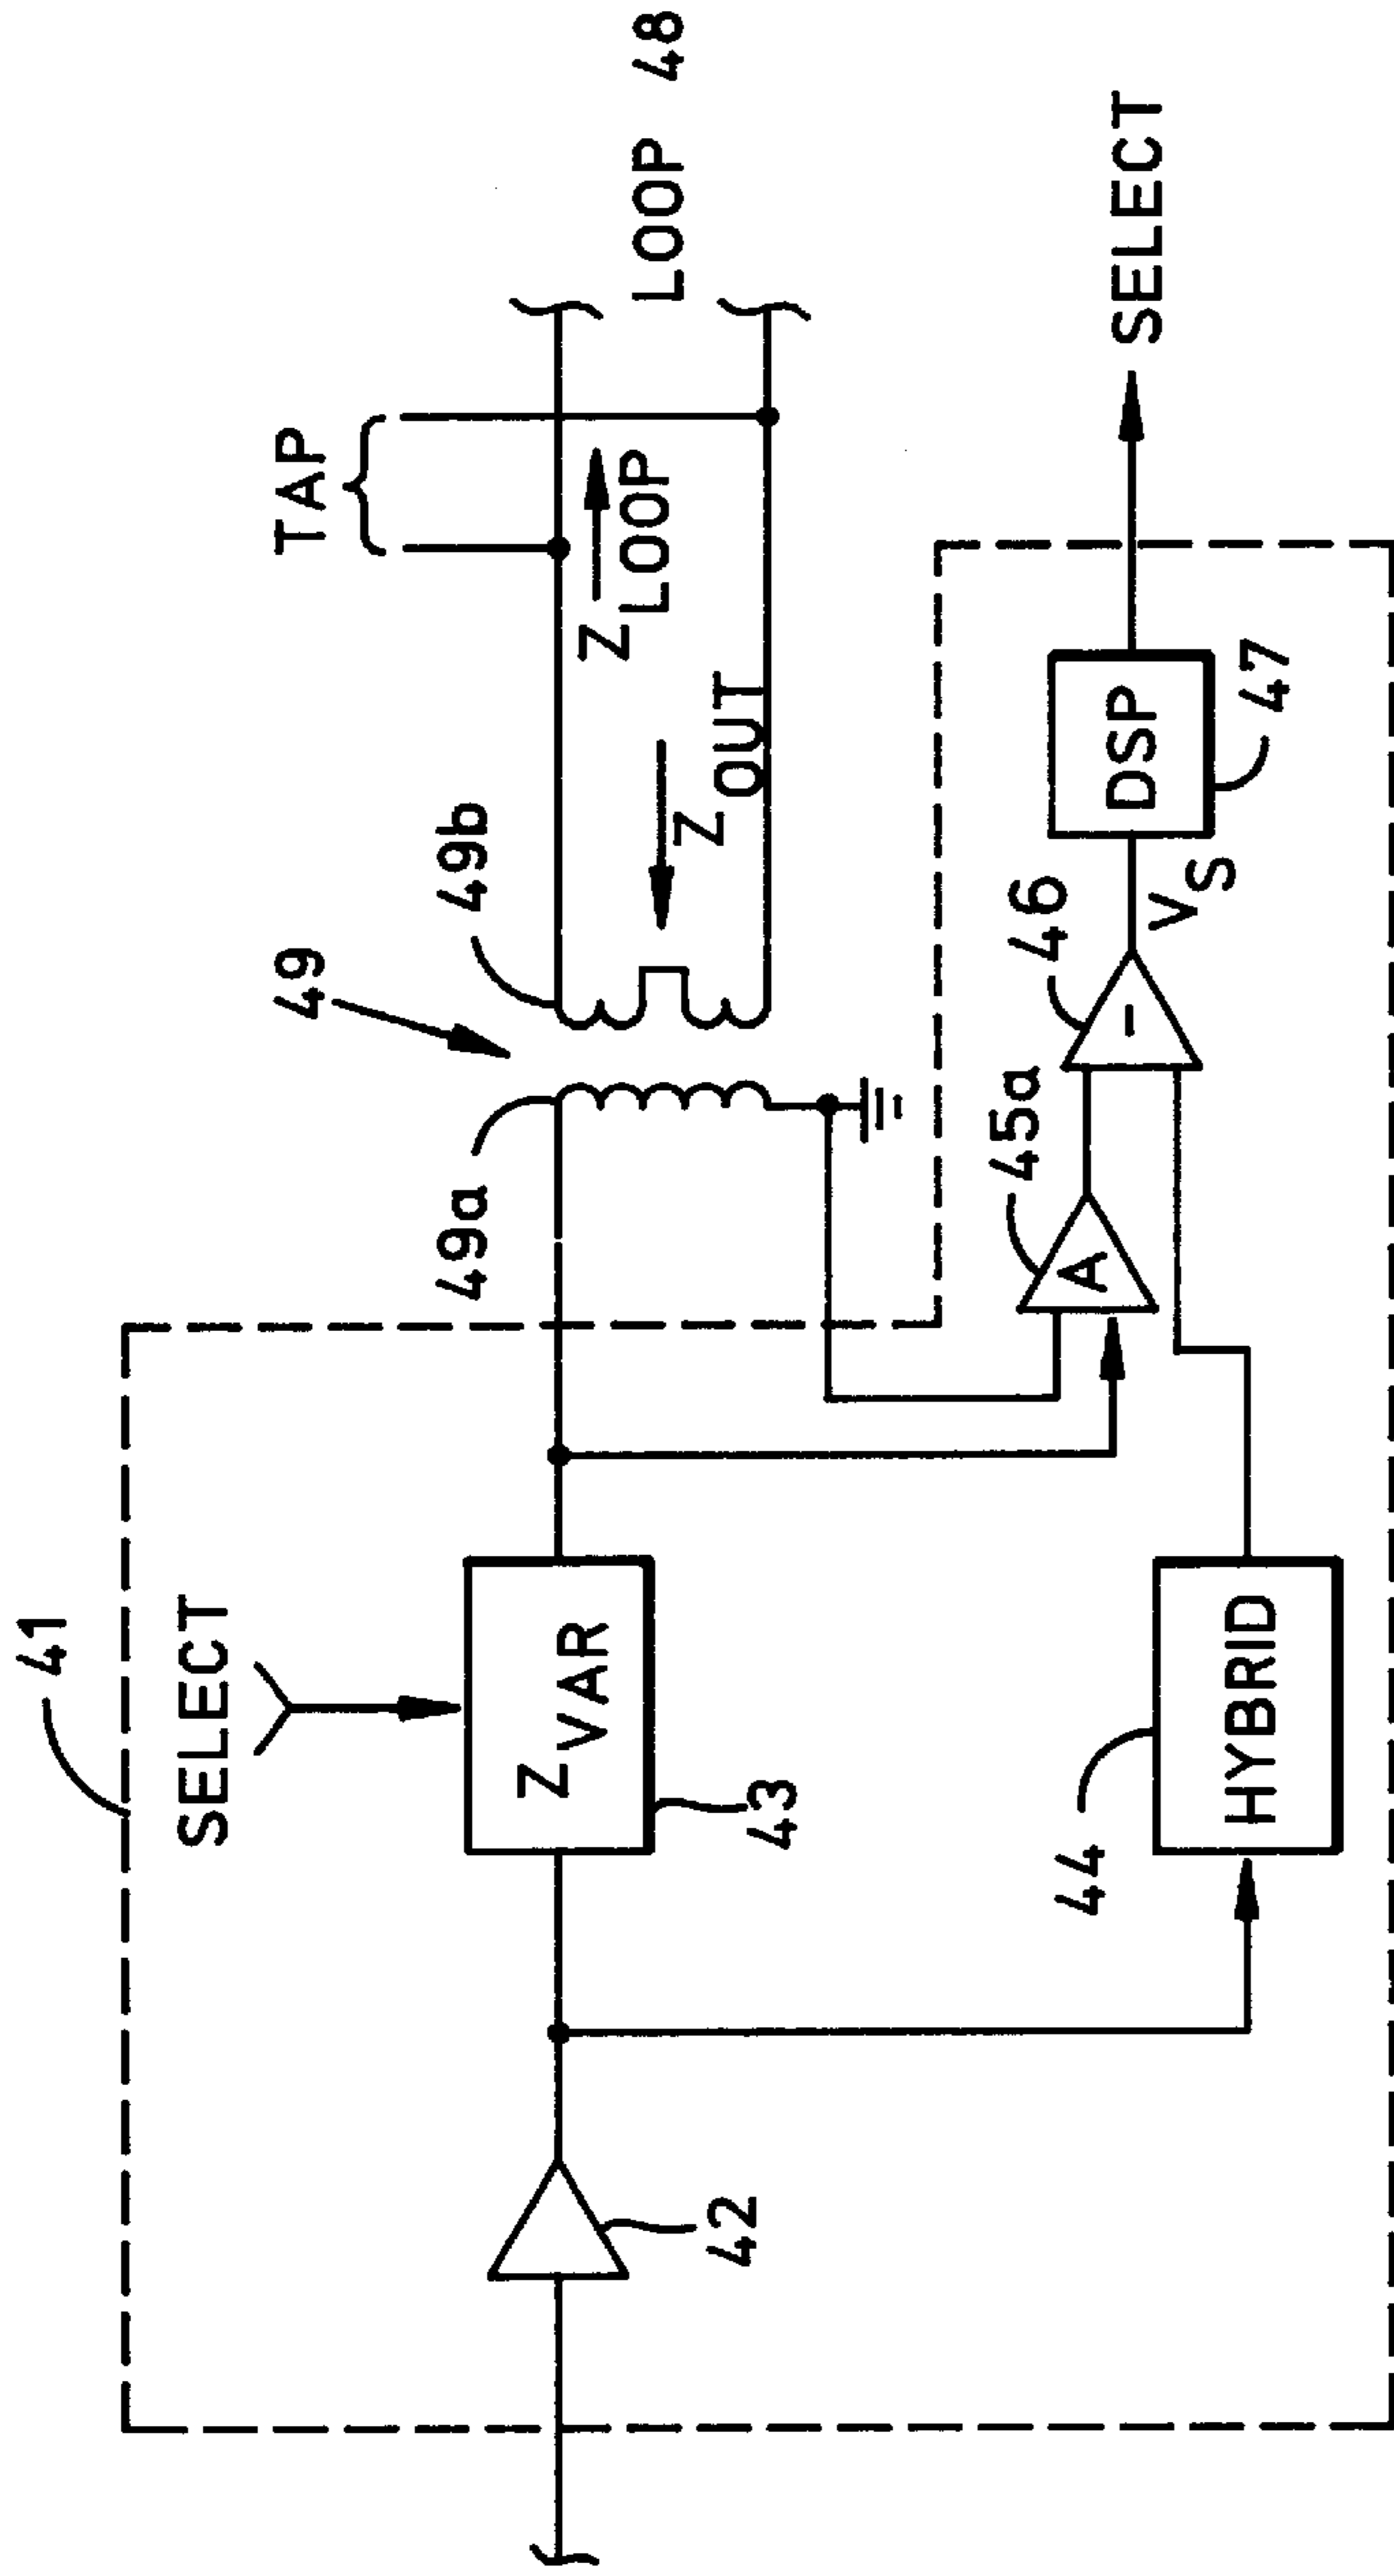 41
SELECT
49
TAP
49a
49b
Z VAR
Z LOOP
LOOP 48
Z OUT
42
43
45a
46
44
A
-
DSP
SELECT
V S
HYBRID
47